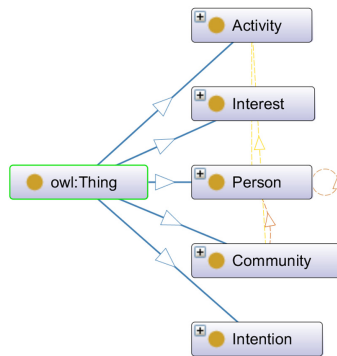 Activity
Interest
owl:Thing
Person
Community
Intention